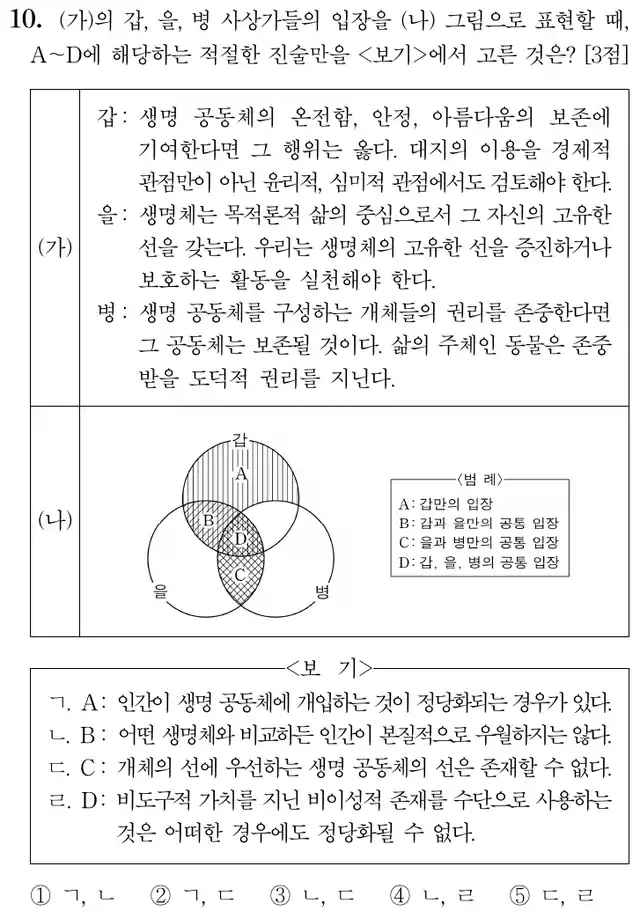 10. (가)의 갑, 을, 병 사상가들의 입장을 (나) 그림으로 표현할 때,
A~D에 해당하는 적절한 진술만을 <보기>에서 고른 것은? [3점]
(가)
갑: 생명 공동체의 온전함, 안정, 아름다움의 보존에
기여한다면 그 행위는 옳다. 대지의 이용을 경제적
관점만이 아닌 윤리적, 심미적 관점에서도 검토해야 한다.
을: 생명체는 목적론적 삶의 중심으로서 그 자신의 고유한
선을 갖는다. 우리는 생명체의 고유한 선을 증진하거나
보호하는 활동을 실천해야 한다.
병: 생명 공동체를 구성하는 개체들의 권리를 존중한다면
그 공동체는 보존될 것이다. 삶의 주체인 동물은 존중
받을 도덕적 권리를 지닌다.
(나)
갑
A
B
D
C
을
병
<범 례>
A: 갑만의 입장
B: 갑과 을만의 공통 입장
C: 을과 병만의 공통 입장
D: 갑, 을, 병의 공통 입장
<보 기>
ㄱ. A: 인간이 생명 공동체에 개입하는 것이 정당화되는 경우가 있다.
ㄴ. B: 어떤 생명체와 비교하든 인간이 본질적으로 우월하지는 않다.
ㄷ. C: 개체의 선에 우선하는 생명 공동체의 선은 존재할 수 없다.
ㄹ. D: 비도구적 가치를 지닌 비이성적 존재를 수단으로 사용하는
것은 어떠한 경우에도 정당화될 수 없다.
① ㄱ, ㄴ ② ㄱ, ㄷ ③ ㄴ, ㄷ ④ ㄴ, ㄹ ⑤ ㄷ, ㄹ